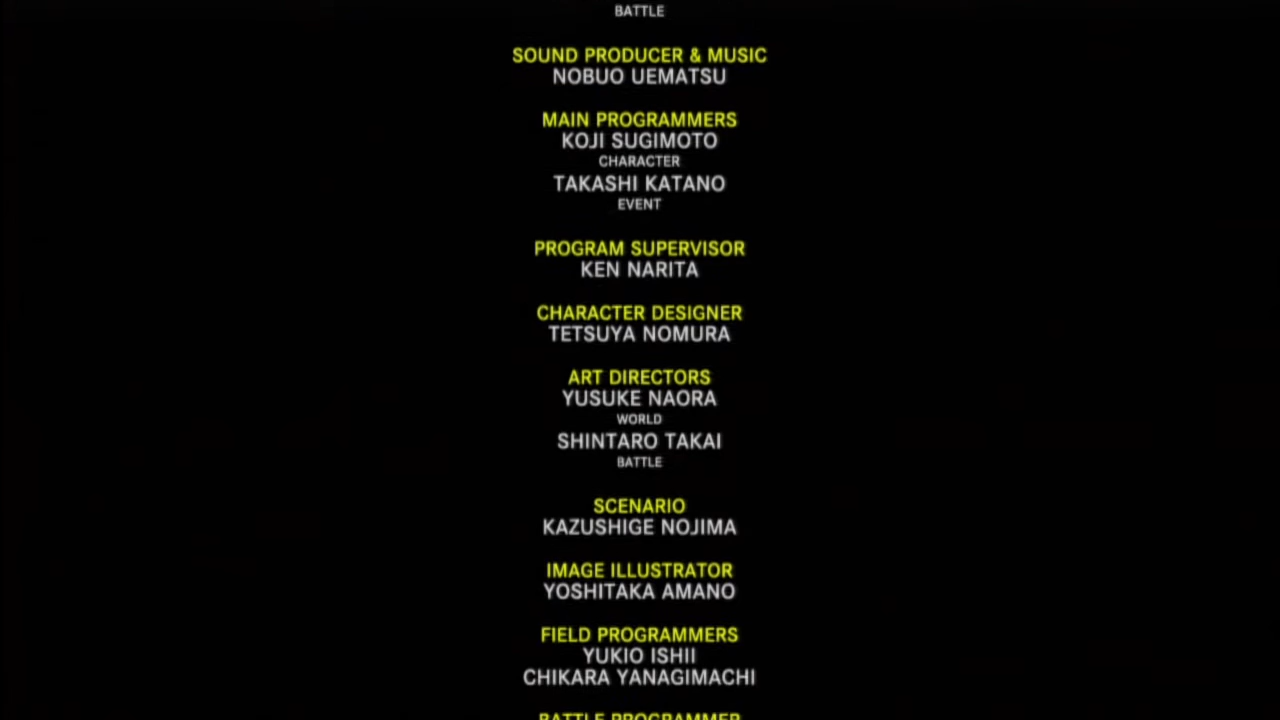 BATTLE
SOUND PRODUCER & MUSIC
NOBUO UEMATSU
MAIN PROGRAMMERS
KOJI SUGIMOTO
CHARACTER
TAKASHI KATANO
EVENT
PROGRAM SUPERVISOR
KEN NARITA
CHARACTER DESIGNER
TETSUYA NOMURA
ART DIRECTORS
YUSUKE NAORA
WORLD
SHINTARO TAKAI
BATTLE
SCENARIO
KAZUSHIGE NOJIMA
IMAGE ILLUSTRATOR
YOSHITAKA AMANO
FIELD PROGRAMMERS
YUKIO ISHII
CHIKARA YANAGIMACHI
BATTLE PROGRAMMER